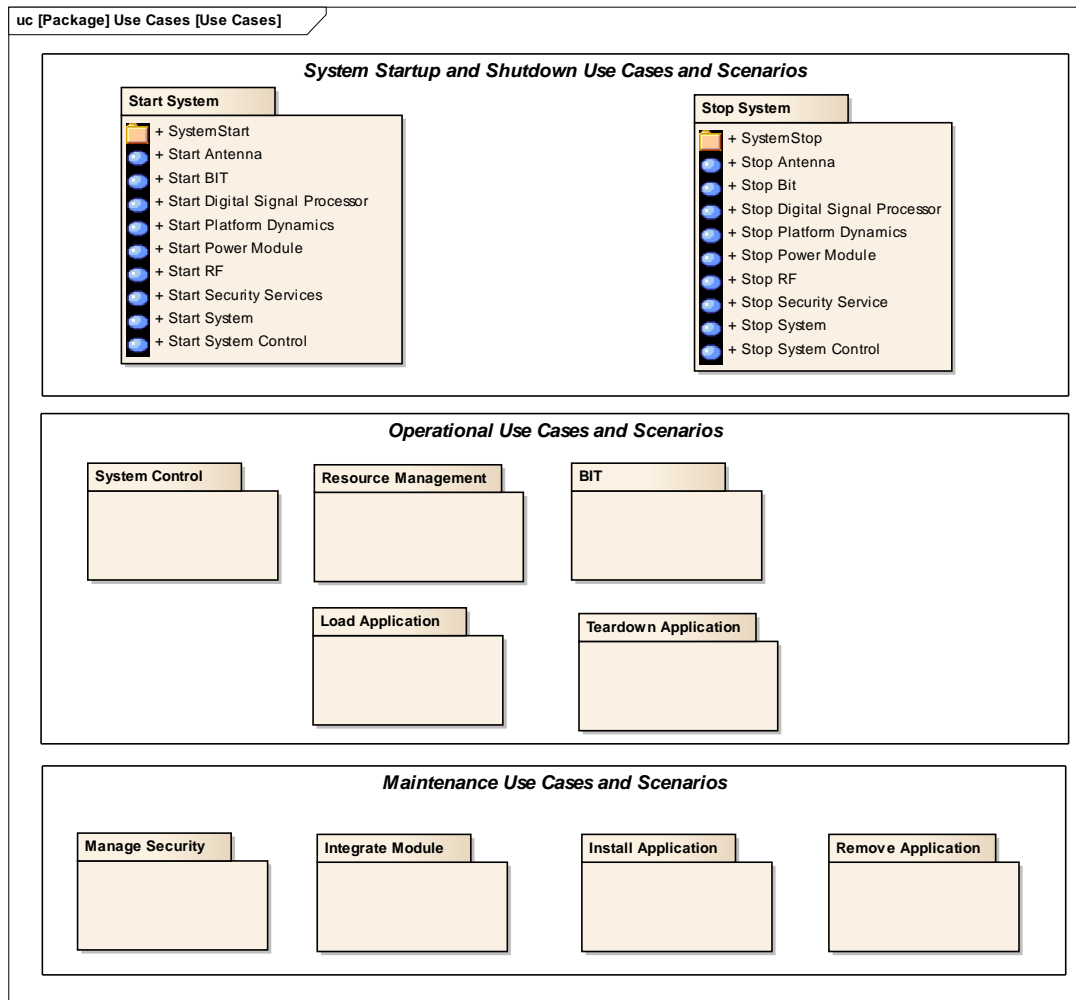 uc [Package] Use Cases [Use Cases]
System Startup and Shutdown Use Cases and Scenarios
Start System
+ SystemStart
+ Start Antenna
+ Start BIT
+ Start Digital Signal Processor
+ Start Platform Dynamics
+ Start Power Module
+ Start RF
+ Start Security Services
+ Start System
+ Start System Control
Stop System
+ SystemStop
+ Stop Antenna
+ Stop Bit
+ Stop Digital Signal Processor
+ Stop Platform Dynamics
+ Stop Power Module
+ Stop RF
+ Stop Security Service
+ Stop System
+ Stop System Control
Operational Use Cases and Scenarios
System Control
Resource Management
BIT
Load Application
Teardown Application
Maintenance Use Cases and Scenarios
Manage Security
Integrate Module
Install Application
Remove Application